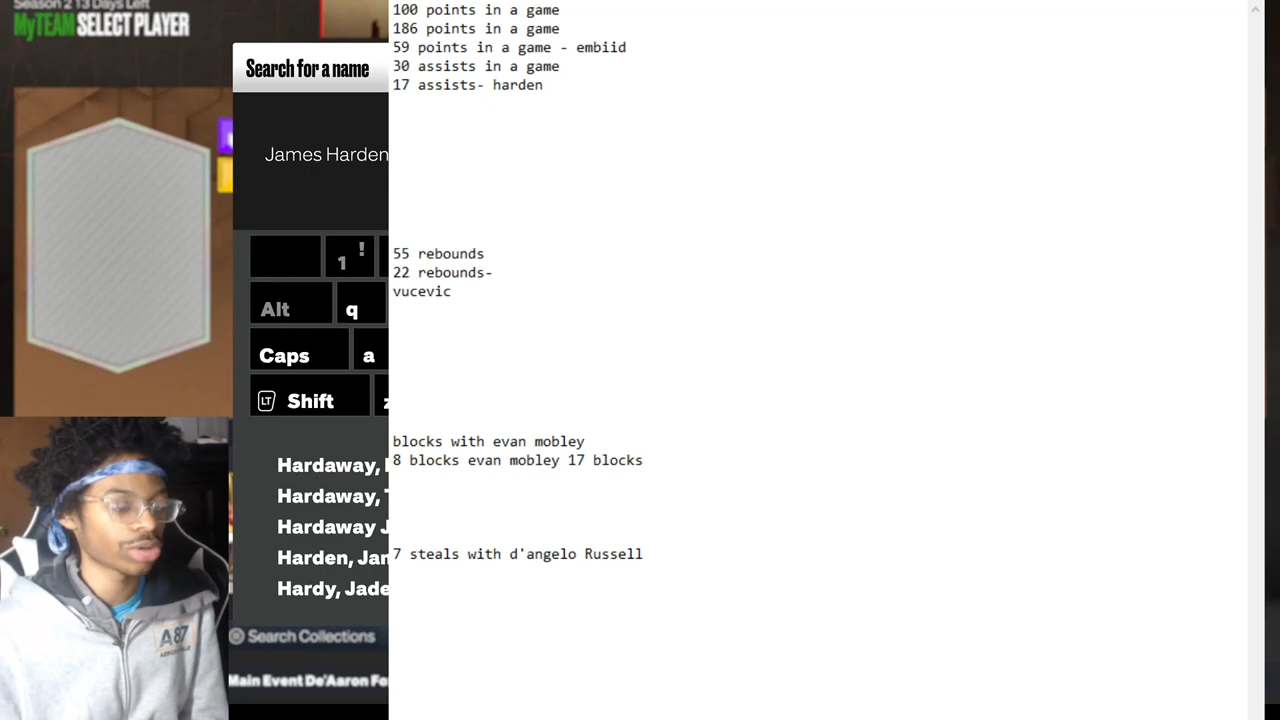 Season 2 13 Days Left
MyTEAM SELECT PLAYER
Search for a name
James Harden
1 !
Alt q
Caps a
LT Shift z
Hardaway,
Hardaway,
Hardaway J
Harden, Jam
Hardy, Jade
Search Collections
Main Event De'Aaron Fo
100 points in a game
186 points in a game
59 points in a game - embiid
30 assists in a game
17 assists- harden
55 rebounds
22 rebounds-
vucevic
blocks with evan mobley
8 blocks evan mobley 17 blocks
7 steals with d'angelo Russell
A87